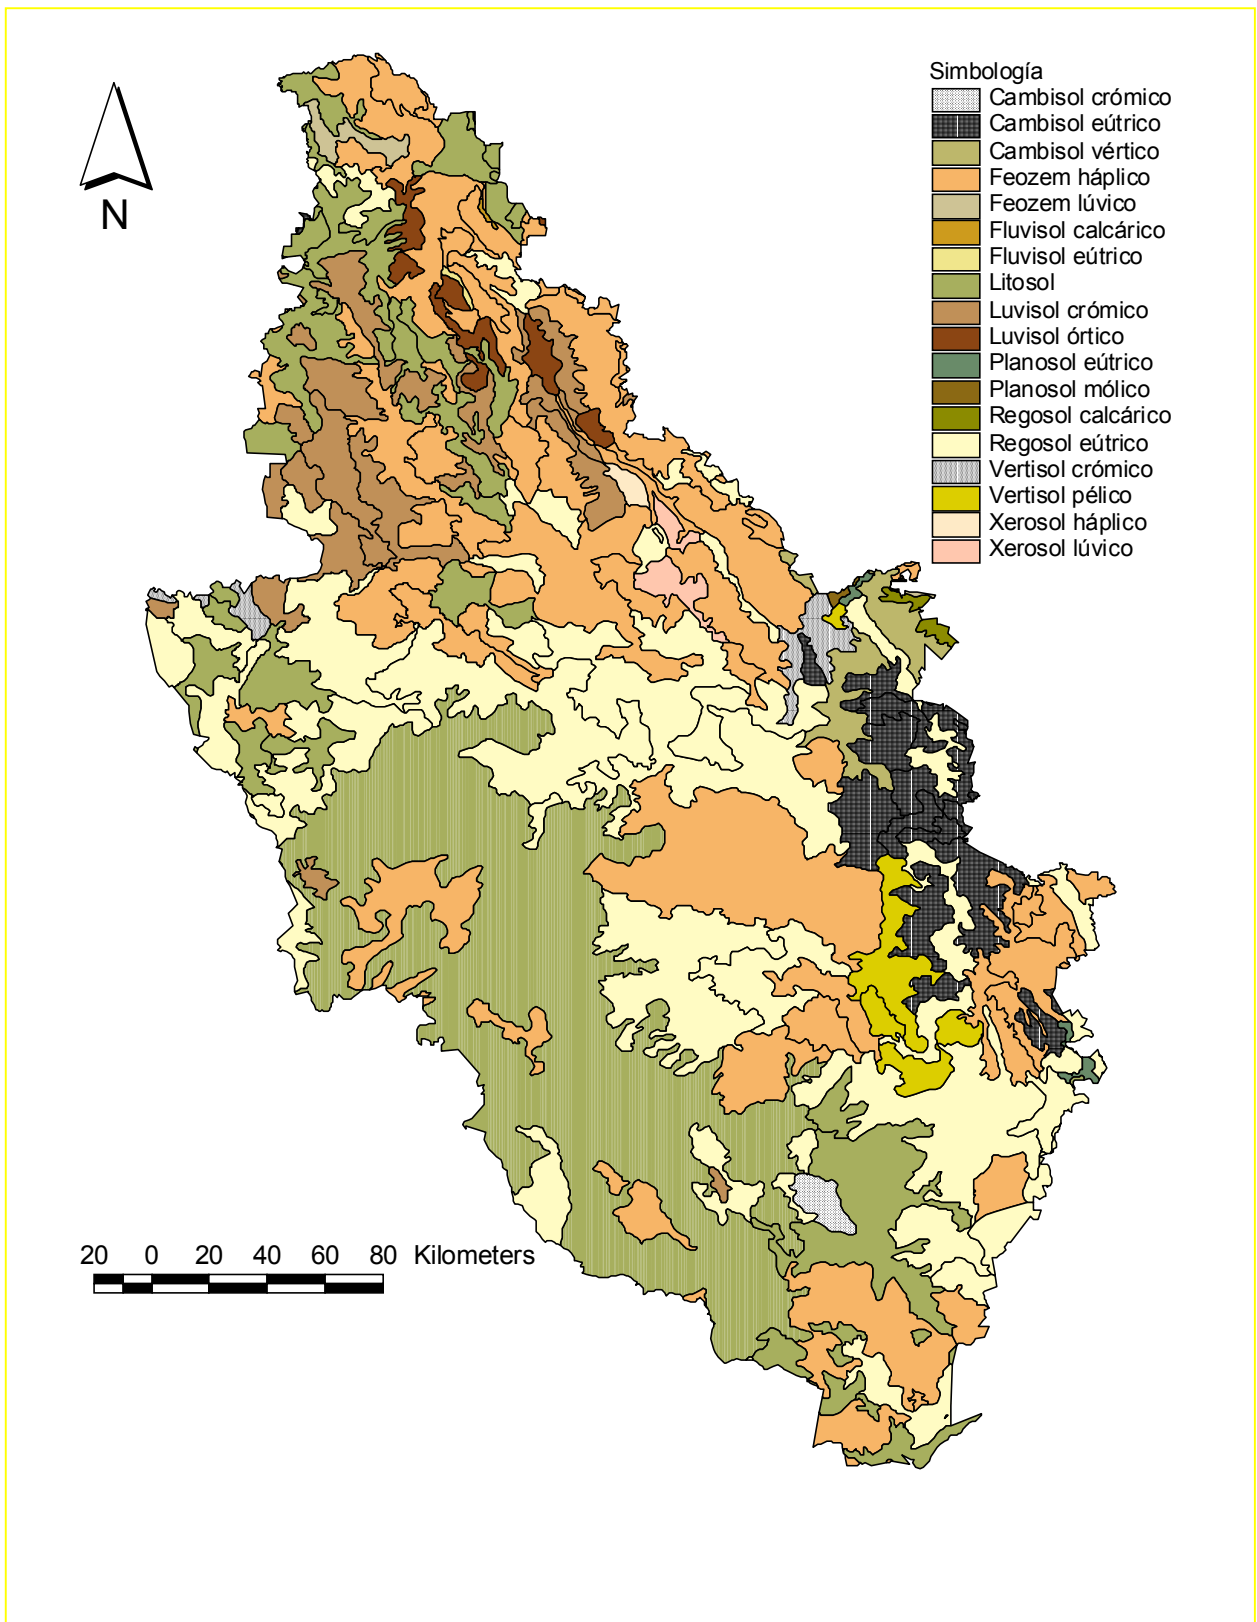 Simbología
Cambisol crómico
Cambisol eútrico
Cambisol vértico
Feozem háplico
Feozem lúvico
Fluvisol calcárico
Fluvisol eútrico
Litosol
Luvisol crómico
Luvisol órtico
Planosol eútrico
Planosol mólico
Regosol calcárico
Regosol eútrico
Vertisol crómico
Vertisol pélico
Xerosol háplico
Xerosol lúvico
N
20 0 20 40 60 80 Kilometers